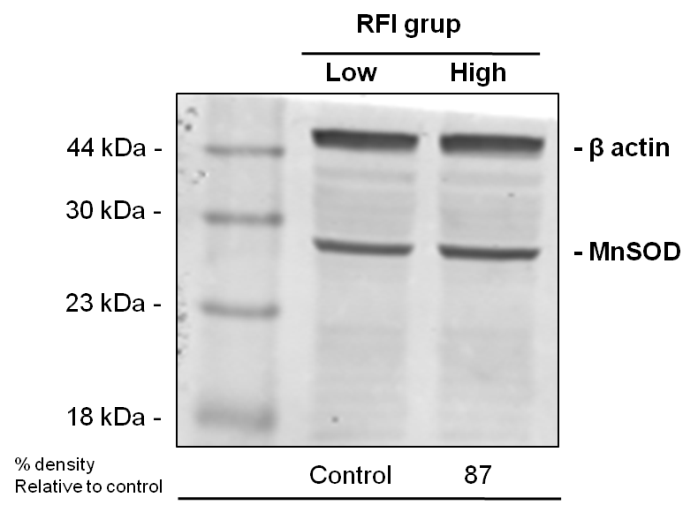 RFI grup
Low High
44 kDa - - β actin
30 kDa -
- MnSOD
23 kDa -
18 kDa -
% density
Relative to control
Control 87